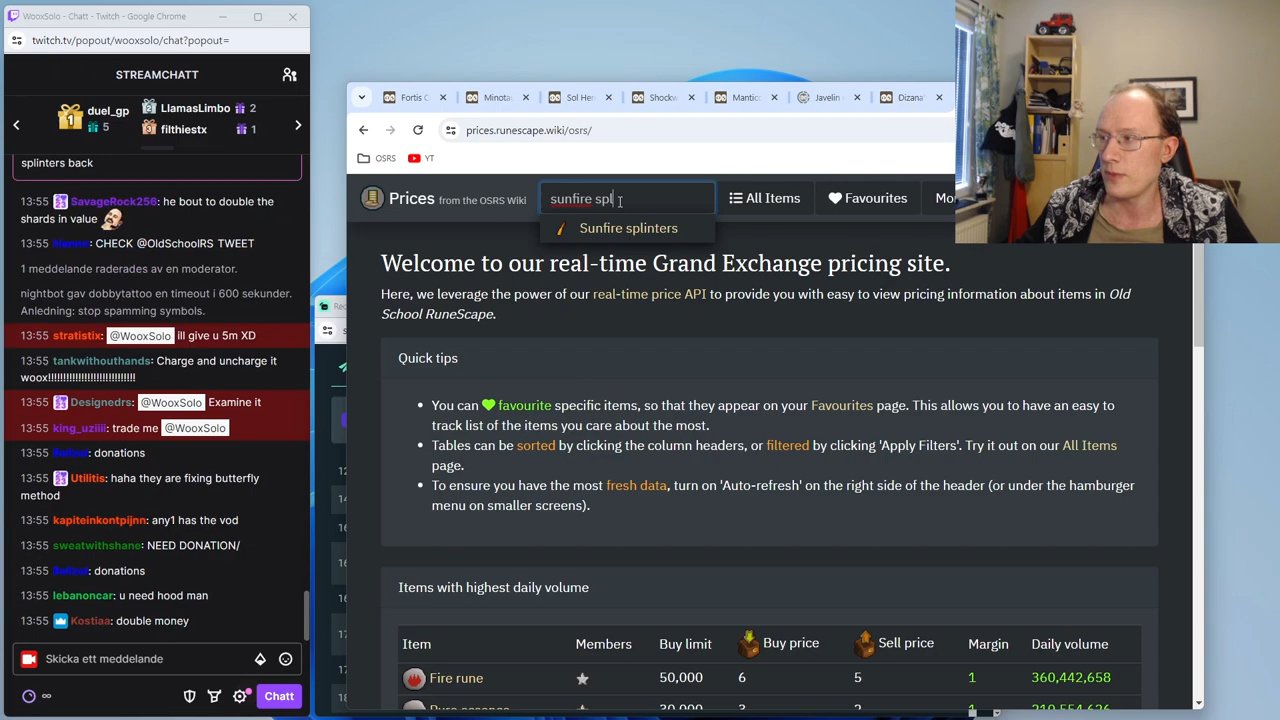 WooxSolo - Chatt - Twitch - Google Chrome
twitch.tv/popout/wooxsolo/chat?popout=
STREAMCHATT
duel_gp
5
LlamasLimbo 2
filthiestx 1
splinters back
13:55 SavageRock256: he bout to double the
shards in value
CHECK @OldSchoolRS TWEET
1 meddelande raderades av en moderator.
nightbot gav dobbytattoo en timeout i 600 sekunder.
Anledning: stop spamming symbols.
13:55 stratistix: @WooxSolo ill give u 5m XD
13:55 tankwithouthands: Charge and uncharge it
woox!!!!!!!!!!!!!!!!!!!!!!!!!!!!!
13:55 Designedrs: @WooxSolo Examine it
13:55 king_uziiii: trade me @WooxSolo
13:55 donations
13:55 Utilitis: haha they are fixing butterfly
method
13:55 kapiteinkontpijnn: any1 has the vod
13:55 sweatwithshane: NEED DONATION/
13:55 donations
13:55 lebanoncar: u need hood man
13:55 Kostiaa: double money
Skicka ett meddelande
Chatt
Fortis C
Minota
Sol Her
Shockw
Mantic
Javelin
Dizana
prices.runescape.wiki/osrs/
OSRS
YT
Prices from the OSRS Wiki
sunfire spl
All Items
Favourites
Mo
Sunfire splinters
Welcome to our real-time Grand Exchange pricing site.
Here, we leverage the power of our real-time price API to provide you with easy to view pricing information about items in Old
School RuneScape.
Quick tips
You can favourite specific items, so that they appear on your Favourites page. This allows you to have an easy to
track list of the items you care about the most.
Tables can be sorted by clicking the column headers, or filtered by clicking 'Apply Filters'. Try it out on our All Items
page.
To ensure you have the most fresh data, turn on 'Auto-refresh' on the right side of the header (or under the hamburger
menu on smaller screens).
Items with highest daily volume
Item Members Buy limit Buy price Sell price Margin Daily volume
Fire rune 50,000 6 5 1 360,442,658